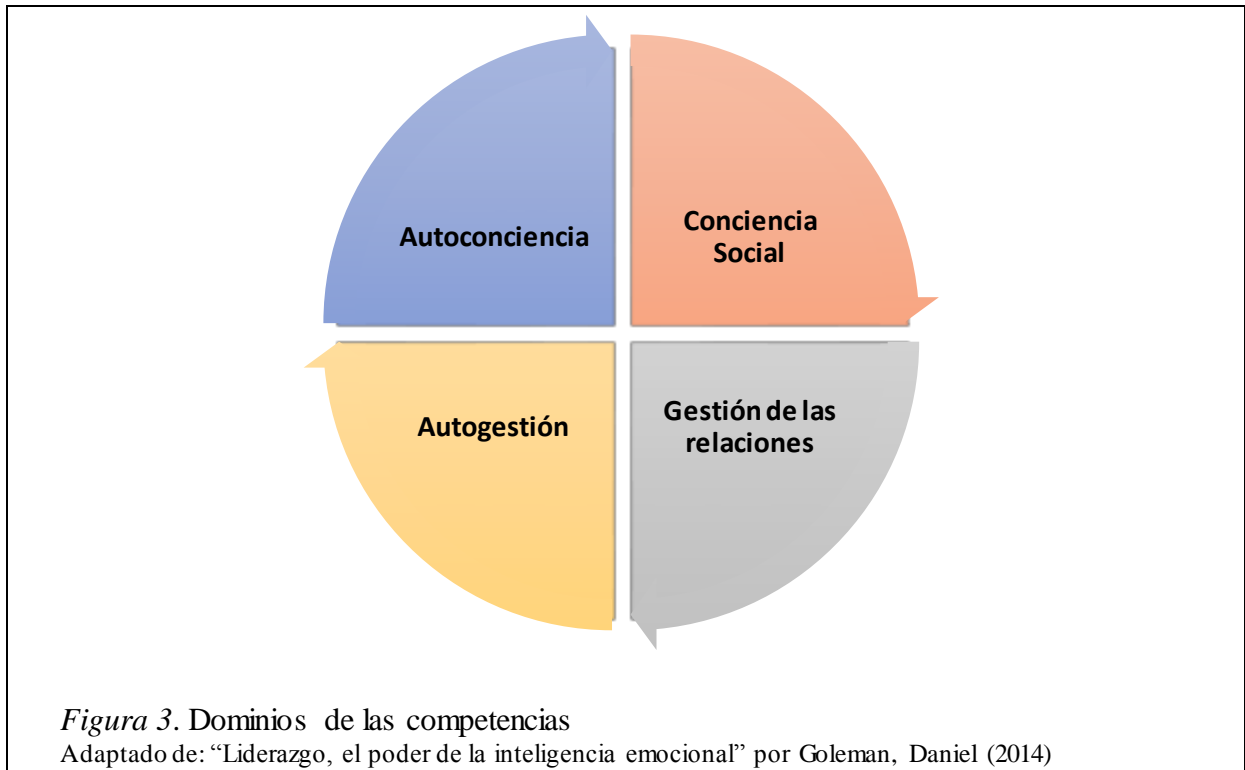 Autoconciencia
Conciencia
Social
Autogestión
Gestión de las
relaciones
Figura 3. Dominios de las competencias
Adaptado de: “Liderazgo, el poder de la inteligencia emocional” por Goleman, Daniel (2014)